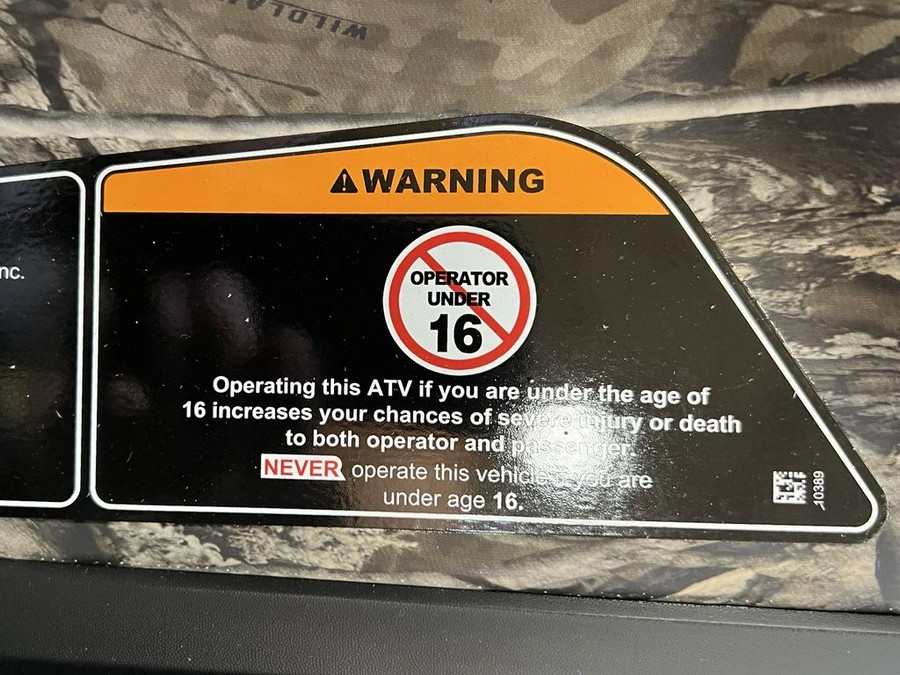 WILDLA
WILDLAN
nc.
WARNING
OPERATOR
UNDER
16
Operating this ATV if you are under the age of
16 increases your chances of severe injury or death
to both operator and passenger.
NEVER operate this vehicle if you are
under age 16.
10389